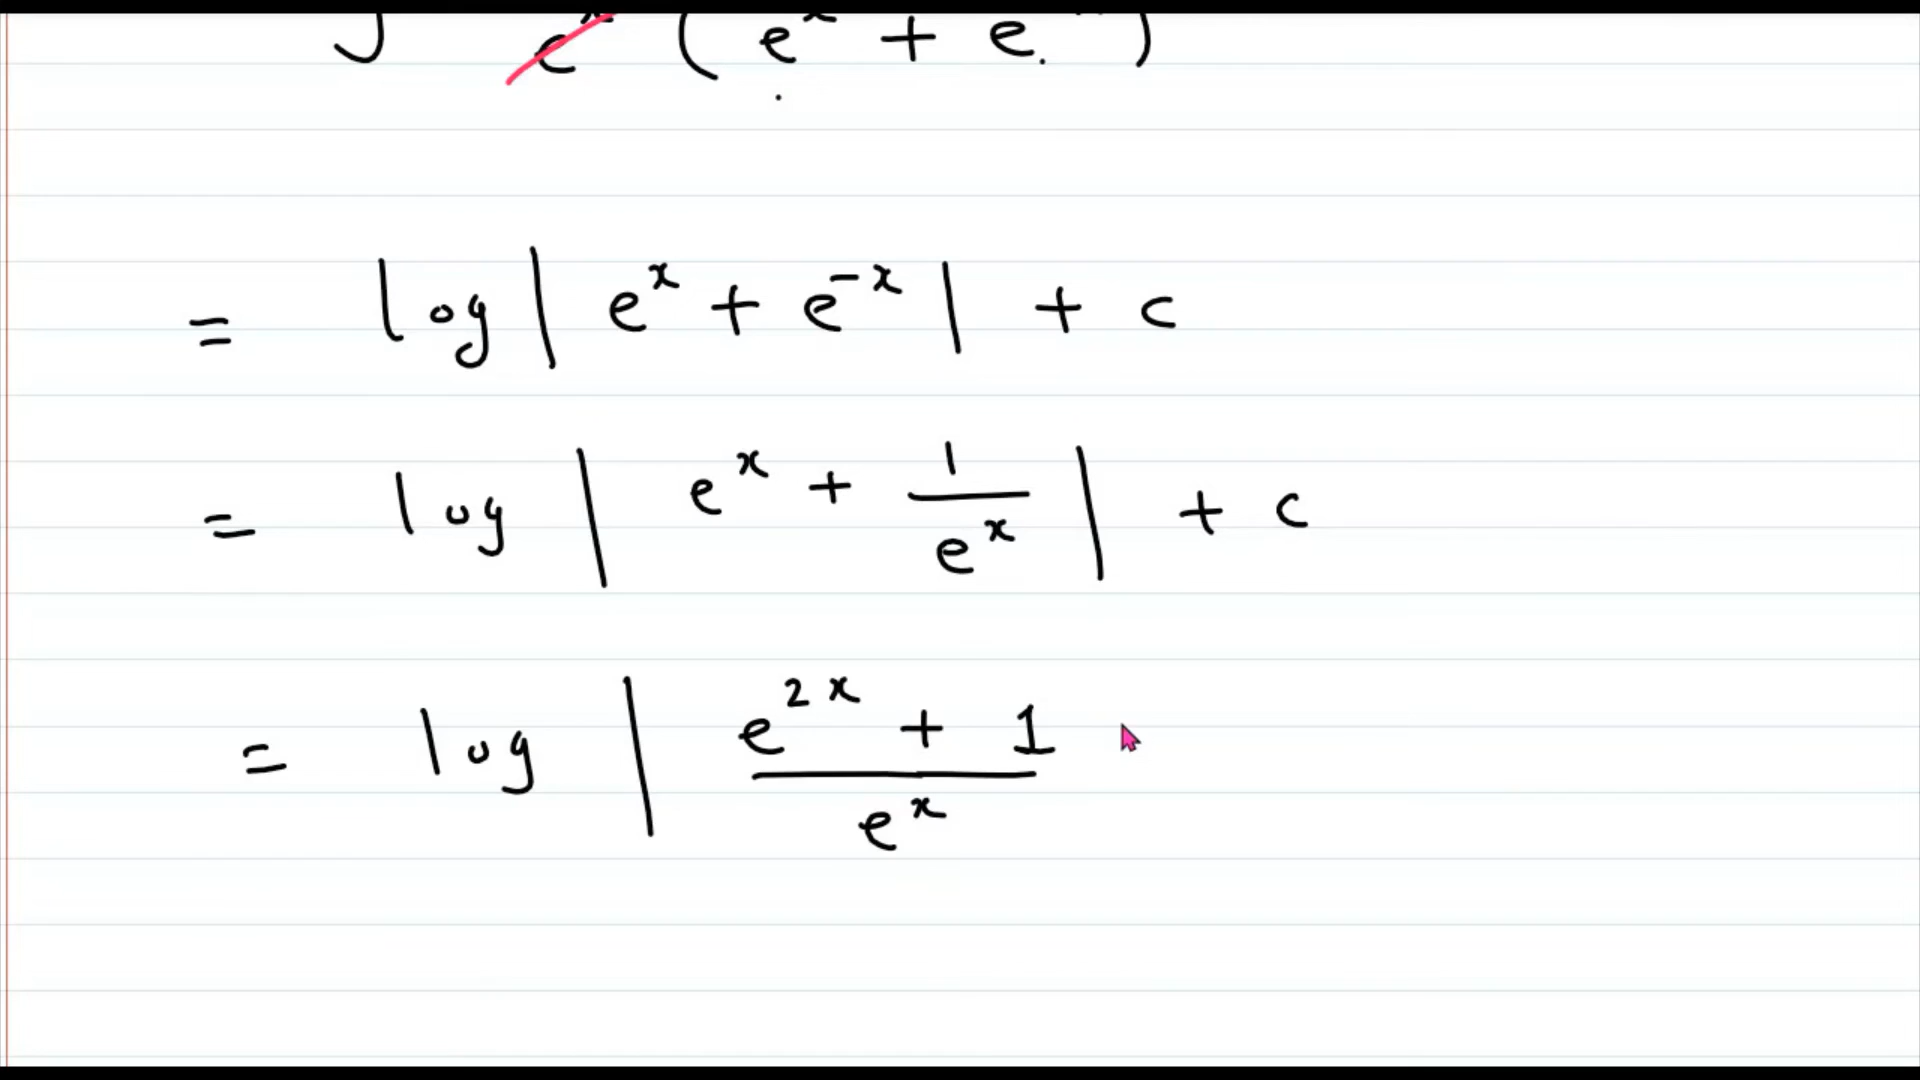 ∫ e^x ( e^x + e )
= log | e^x + e^-x | + c
= log | e^x + 1/e^x | + c
= log | (e^2x + 1)/e^x